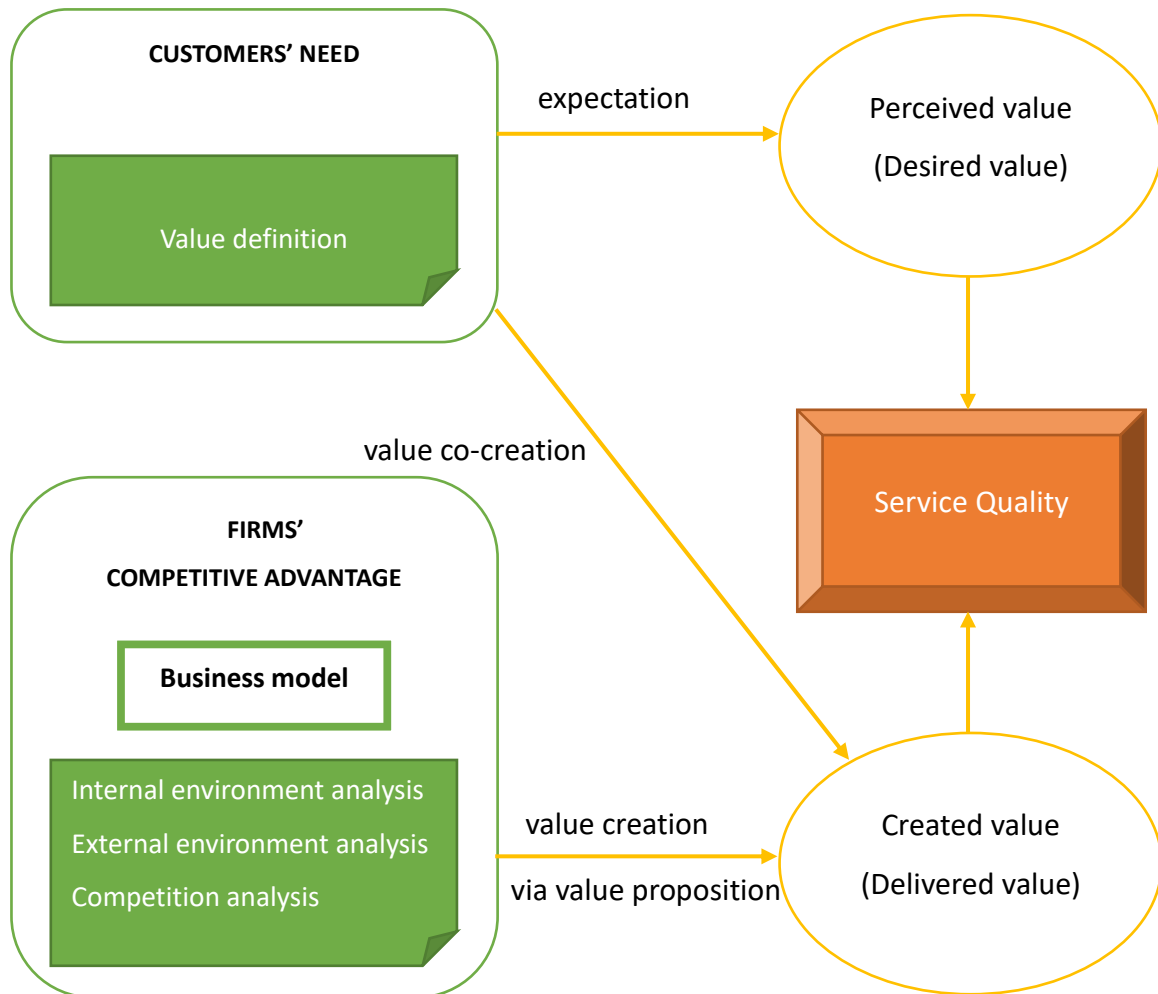 CUSTOMERS’ NEED
Value definition
expectation
Perceived value
(Desired value)
value co-creation
Service Quality
FIRMS’
COMPETITIVE ADVANTAGE
Business model
Internal environment analysis
External environment analysis
Competition analysis
value creation
via value proposition
Created value
(Delivered value)